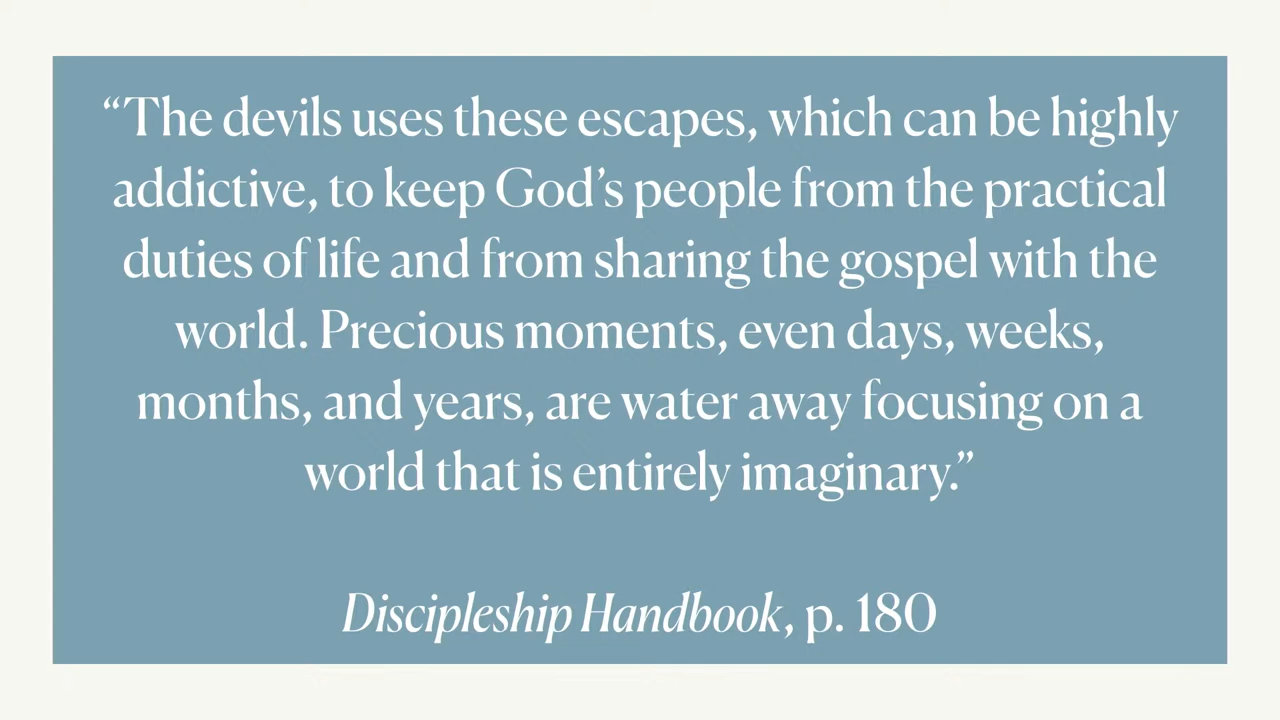 “The devils uses these escapes, which can be highly
addictive, to keep God’s people from the practical
duties of life and from sharing the gospel with the
world. Precious moments, even days, weeks,
months, and years, are water away focusing on a
world that is entirely imaginary.”
Discipleship Handbook, p. 180